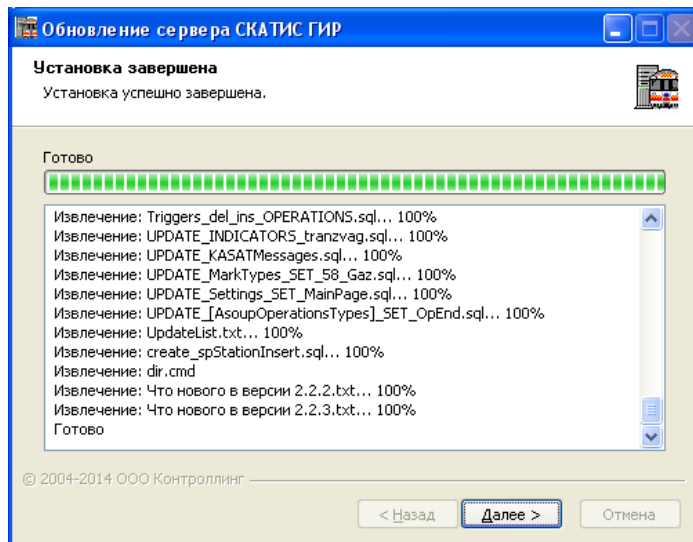 Обновление сервера СКАТИС ГИР
Установка завершена
Установка успешно завершена.
Готово
Извлечение: Triggers_del_ins_OPERATIONS.sql... 100%
Извлечение: UPDATE_INDICATORS_tranzvag.sql... 100%
Извлечение: UPDATE_KASATMessages.sql... 100%
Извлечение: UPDATE_MarkTypes_SET_58_Gaz.sql... 100%
Извлечение: UPDATE_Settings_SET_MainPage.sql... 100%
Извлечение: UPDATE_[AsoupOperationsTypes]_SET_OpEnd.sql... 100%
Извлечение: UpdateList.txt... 100%
Извлечение: create_spStationInsert.sql... 100%
Извлечение: dir.cmd
Извлечение: Что нового в версии 2.2.2.txt... 100%
Извлечение: Что нового в версии 2.2.3.txt... 100%
Готово
© 2004-2014 ООО Контроллинг
< Назад Далее > Отмена